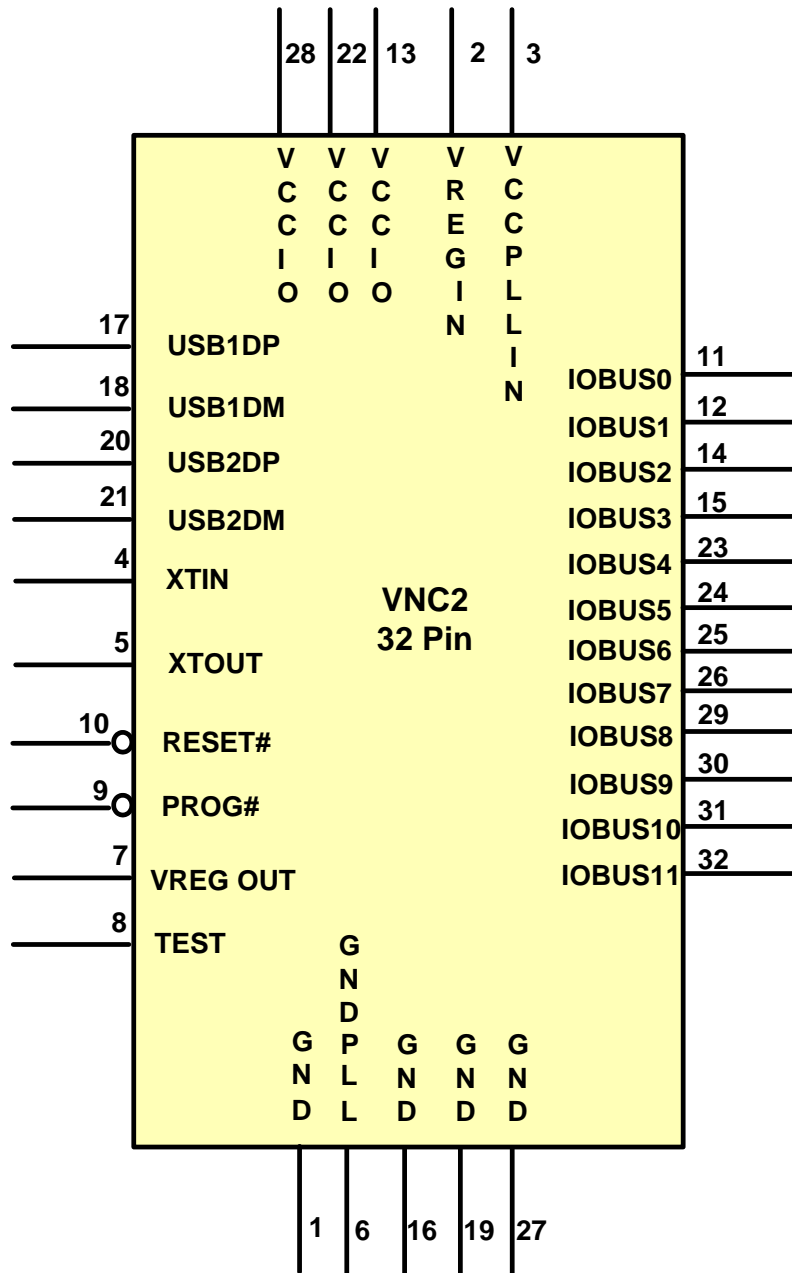 28 22 13 2 3
VCCIO VCCIO VCCIO VREGIN VCCPLLIN
17 USB1DP
18 USB1DM
20 USB2DP
21 USB2DM
4 XTIN
5 XTOUT
10 RESET#
9 PROG#
7 VREG OUT
8 TEST
VNC2
32 Pin
IOBUS0 11
IOBUS1 12
IOBUS2 14
IOBUS3 15
IOBUS4 23
IOBUS5 24
IOBUS6 25
IOBUS7 26
IOBUS8 29
IOBUS9 30
IOBUS10 31
IOBUS11 32
GND GNDPLL GND GND GND
1 6 16 19 27